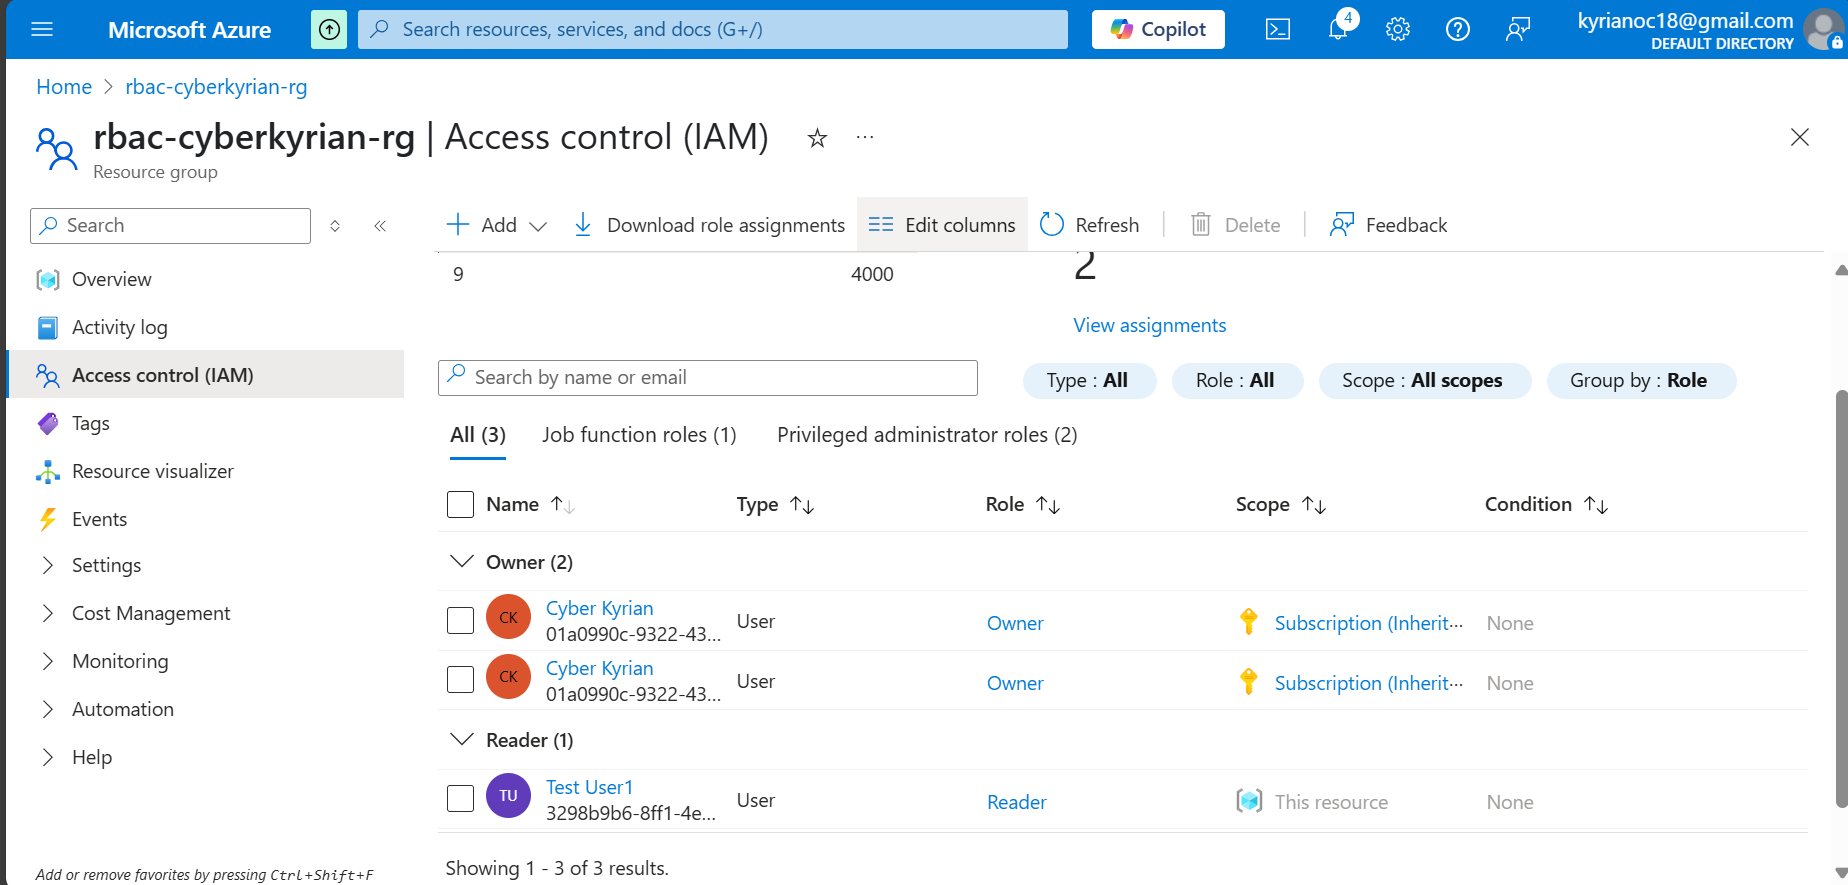 Microsoft Azure
Search resources, services, and docs (G+/)
Copilot
4
kyrianoc18@gmail.com
DEFAULT DIRECTORY
Home > rbac-cyberkyrian-rg
rbac-cyberkyrian-rg | Access control (IAM)
Resource group
Search
Add
Download role assignments
Edit columns
Refresh
Delete
Feedback
Overview
Activity log
Access control (IAM)
Tags
Resource visualizer
Events
Settings
Cost Management
Monitoring
Automation
Help
Add or remove favorites by pressing Ctrl+Shift+F
9 4000 2
View assignments
Search by name or email
Type : All
Role : All
Scope : All scopes
Group by : Role
All (3) Job function roles (1) Privileged administrator roles (2)
Name Type Role Scope Condition
Owner (2)
CK Cyber Kyrian User Owner Subscription (Inherit... None
01a0990c-9322-43...
CK Cyber Kyrian User Owner Subscription (Inherit... None
01a0990c-9322-43...
Reader (1)
TU Test User1 User Reader This resource None
3298b9b6-8ff1-4e...
Showing 1 - 3 of 3 results.